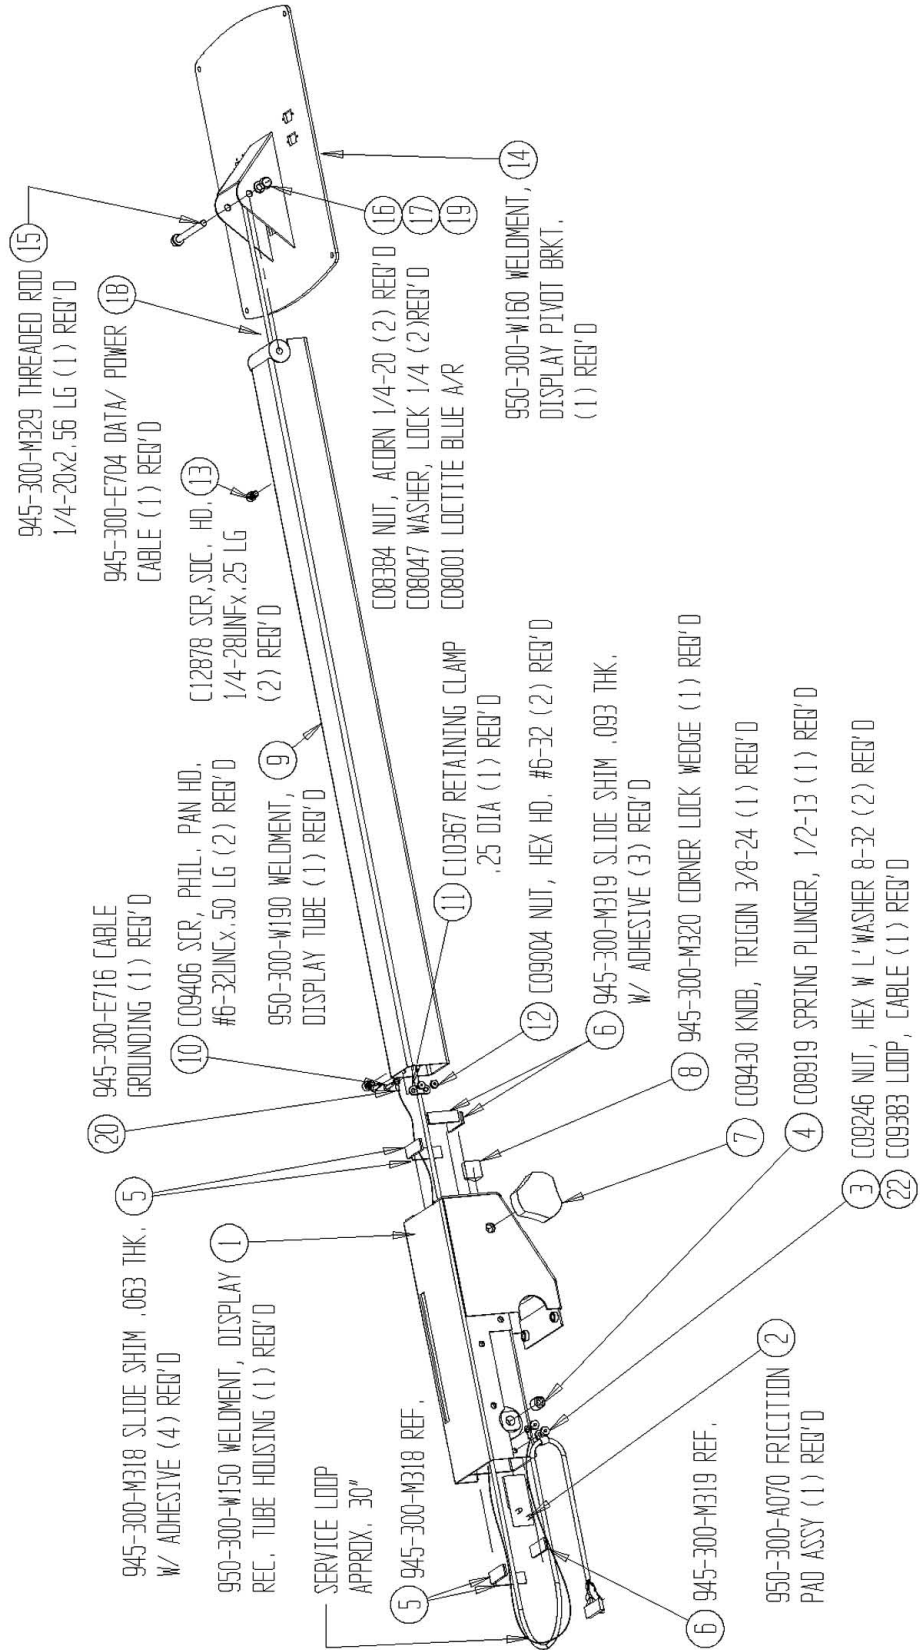 945-300-M329 THREADED ROD 15
1/4-20x2.56 LG (1) REQ'D
945-300-E704 DATA/ POWER 18
CABLE (1) REQ'D
C12878 SCR,SOC. HD. 13
1/4-28UNFx.25 LG
(2) REQ'D
C08384 NUT, ACORN 1/4-20 (2) REQ'D 16
C08047 WASHER, LOCK 1/4 (2)REQ'D 17
C08001 LOCTITE BLUE A/R 19
950-300-W160 WELDMENT, 14
DISPLAY PIVOT BRKT.
(1) REQ'D
20 945-300-E716 CABLE
GROUNDING (1) REQ'D
10 C09406 SCR, PHIL. PAN HD.
#6-32UNCx.50 LG (2) REQ'D
950-300-W190 WELDMENT, 9
DISPLAY TUBE (1) REQ'D
11 C10367 RETAINING CLAMP
.25 DIA (1) REQ'D
12 C09004 NUT, HEX HD. #6-32 (2) REQ'D
6 945-300-M319 SLIDE SHIM .093 THK.
W/ ADHESIVE (3) REQ'D
8 945-300-M320 CORNER LOCK WEDGE (1) REQ'D
7 C09430 KNOB, TRIGON 3/8-24 (1) REQ'D
4 C08919 SPRING PLUNGER, 1/2-13 (1) REQ'D
3 C09246 NUT, HEX W L'WASHER 8-32 (2) REQ'D
22 C09383 LOOP, CABLE (1) REQ'D
945-300-M318 SLIDE SHIM .063 THK. 5
W/ ADHESIVE (4) REQ'D
950-300-W150 WELDMENT, DISPLAY 1
REC. TUBE HOUSING (1) REQ'D
SERVICE LOOP
APPROX. 30"
5 945-300-M318 REF.
A
6 945-300-M319 REF.
950-300-A070 FRICITION 2
PAD ASSY (1) REQ'D